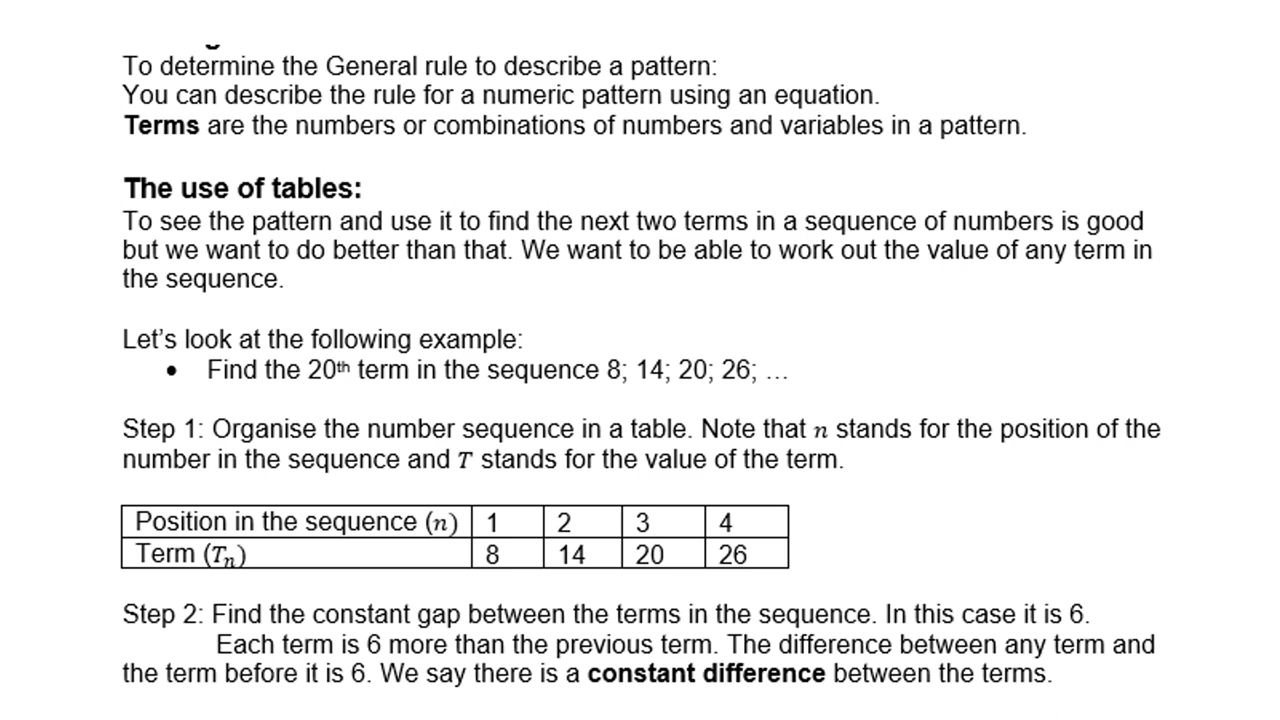 To determine the General rule to describe a pattern:
You can describe the rule for a numeric pattern using an equation.
Terms are the numbers or combinations of numbers and variables in a pattern.
The use of tables:
To see the pattern and use it to find the next two terms in a sequence of numbers is good
but we want to do better than that. We want to be able to work out the value of any term in
the sequence.
Let's look at the following example:
• Find the 20th term in the sequence 8; 14; 20; 26; ...
Step 1: Organise the number sequence in a table. Note that n stands for the position of the
number in the sequence and T stands for the value of the term.
Position in the sequence (n) 1 2 3 4
Term (Tn) 8 14 20 26
Step 2: Find the constant gap between the terms in the sequence. In this case it is 6.
Each term is 6 more than the previous term. The difference between any term and
the term before it is 6. We say there is a constant difference between the terms.